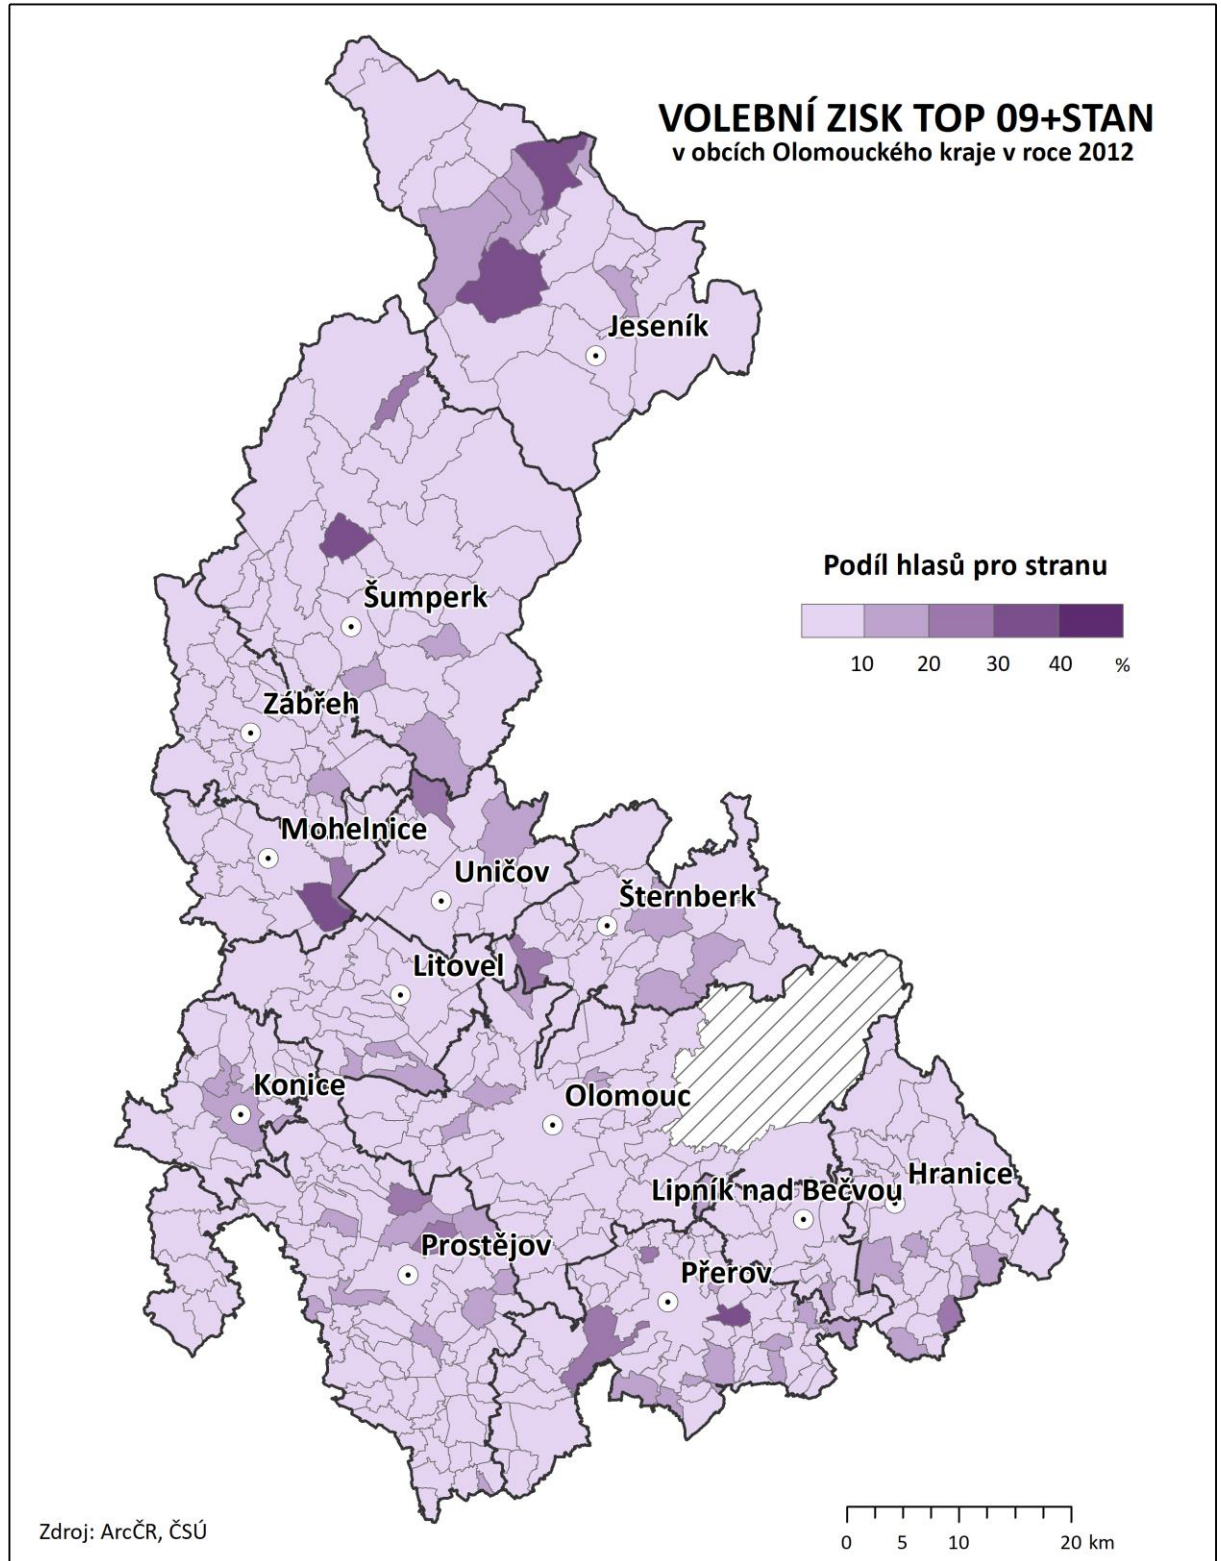 VOLEBNÍ ZISK TOP 09+STAN
v obcích Olomouckého kraje v roce 2012
Jeseník
Podíl hlasů pro stranu
10 20 30 40 %
Šumperk
Zábřeh
Mohelnice
Uničov
Šternberk
Litovel
Konice
Olomouc
Hranice
Lipník nad Bečvou
Prostějov
Přerov
Zdroj: ArcČR, ČSÚ
0 5 10 20 km